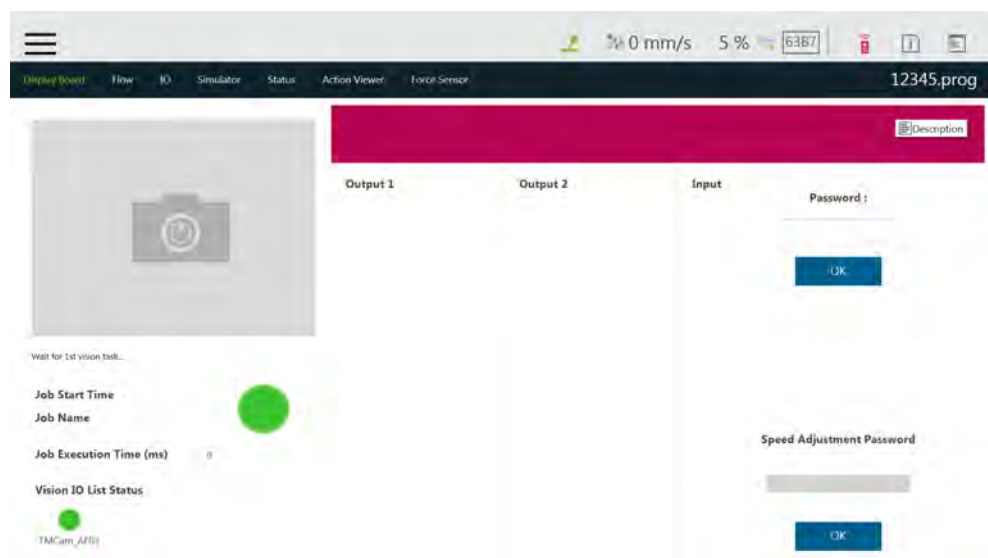 0 mm/s 5 % 63B7
Display Board Flow IO Simulator Status Action Viewer Force Sensor 12345.prog
Description
Output 1 Output 2 Input
Password :
OK
Wait for 1st vision task...
Job Start Time
Job Name
Job Execution Time (ms) 0
Speed Adjustment Password
Vision IO List Status
OK
TMCam_AF01